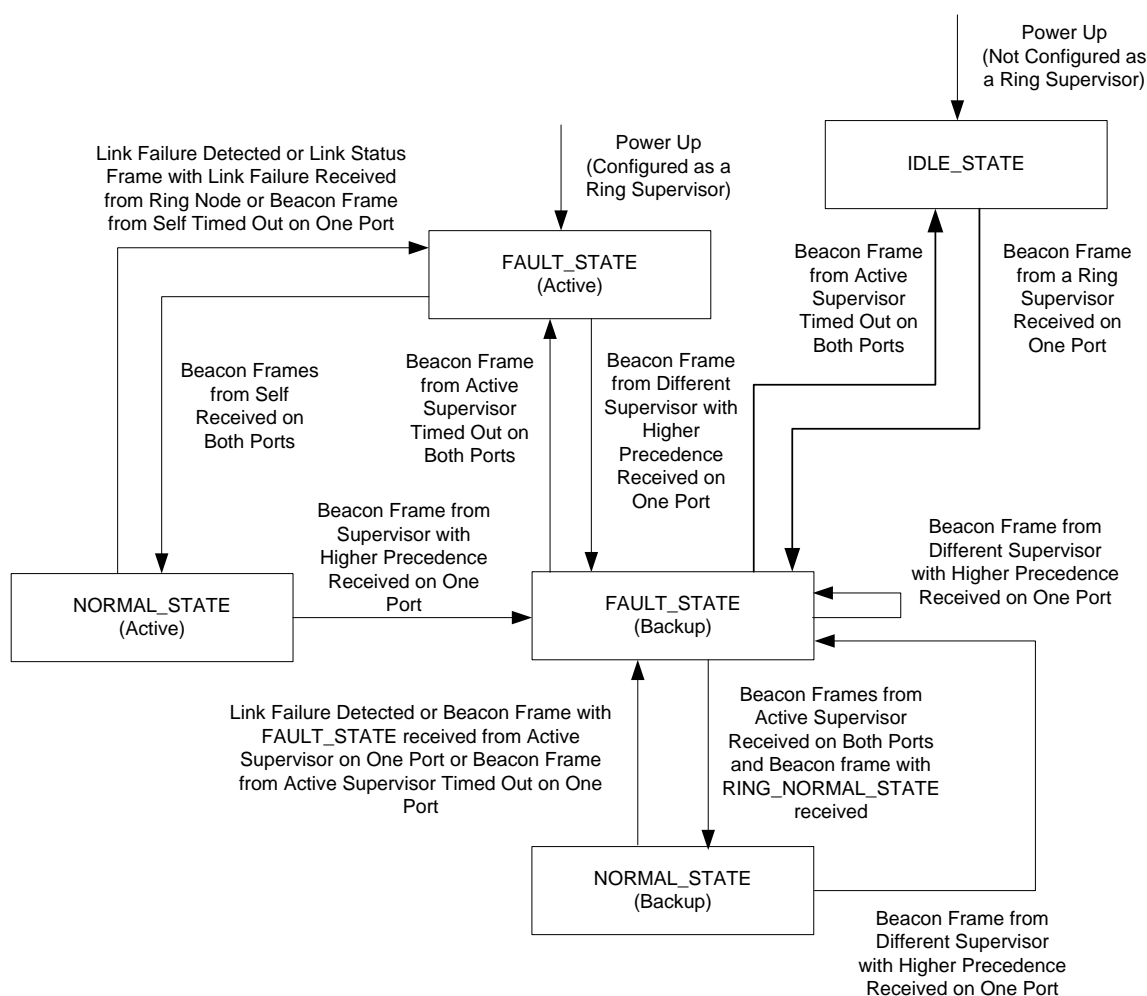 Power Up
(Not Configured as
a Ring Supervisor)
Power Up
(Configured as a
Ring Supervisor)
Link Failure Detected or Link Status
Frame with Link Failure Received
from Ring Node or Beacon Frame
from Self Timed Out on One Port
IDLE_STATE
FAULT_STATE
(Active)
Beacon Frame
from Active
Supervisor
Timed Out on
Both Ports
Beacon Frame
from a Ring
Supervisor
Received on
One Port
Beacon Frames
from Self
Received on
Both Ports
Beacon Frame
from Active
Supervisor
Timed Out on
Both Ports
Beacon Frame
from Different
Supervisor with
Higher
Precedence
Received on
One Port
Beacon Frame from
Supervisor with
Higher Precedence
Received on One
Port
Beacon Frame from
Different Supervisor
with Higher Precedence
Received on One Port
NORMAL_STATE
(Active)
FAULT_STATE
(Backup)
Link Failure Detected or Beacon Frame with
FAULT_STATE received from Active
Supervisor on One Port or Beacon Frame
from Active Supervisor Timed Out on One
Port
Beacon Frames from
Active Supervisor
Received on Both Ports
and Beacon frame with
RING_NORMAL_STATE
received
NORMAL_STATE
(Backup)
Beacon Frame from
Different Supervisor
with Higher Precedence
Received on One Port